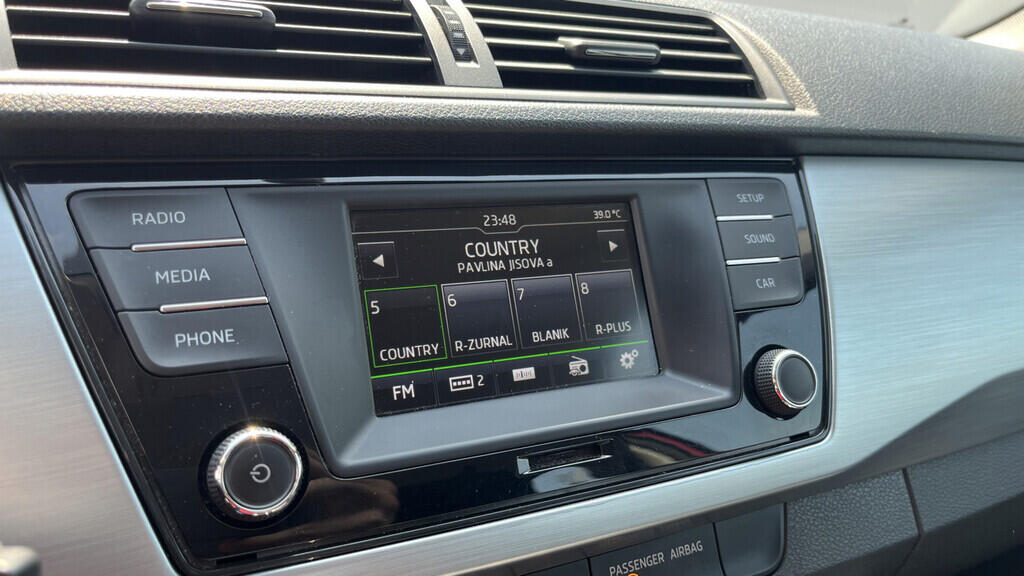 RADIO
MEDIA
PHONE
23:48
39.0°C
COUNTRY
PAVLINA JISOVA a
5
COUNTRY
6
R-ZURNAL
7
BLANIK
8
R-PLUS
FM
2
SETUP
SOUND
CAR
PASSENGER AIRBAG